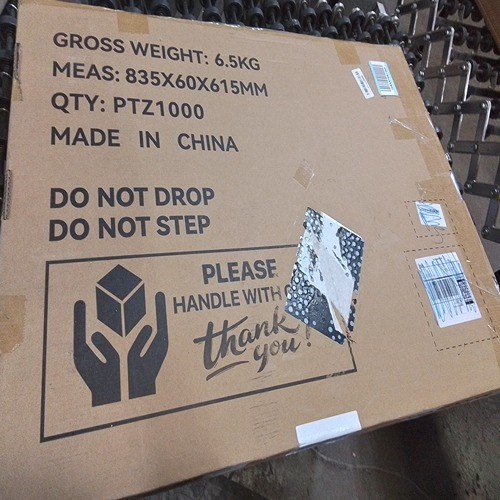 GROSS WEIGHT: 6.5KG
MEAS: 835X60X615MM
QTY: PTZ1000
MADE IN CHINA
DO NOT DROP
DO NOT STEP
PLEASE
HANDLE WITH
thank
you!